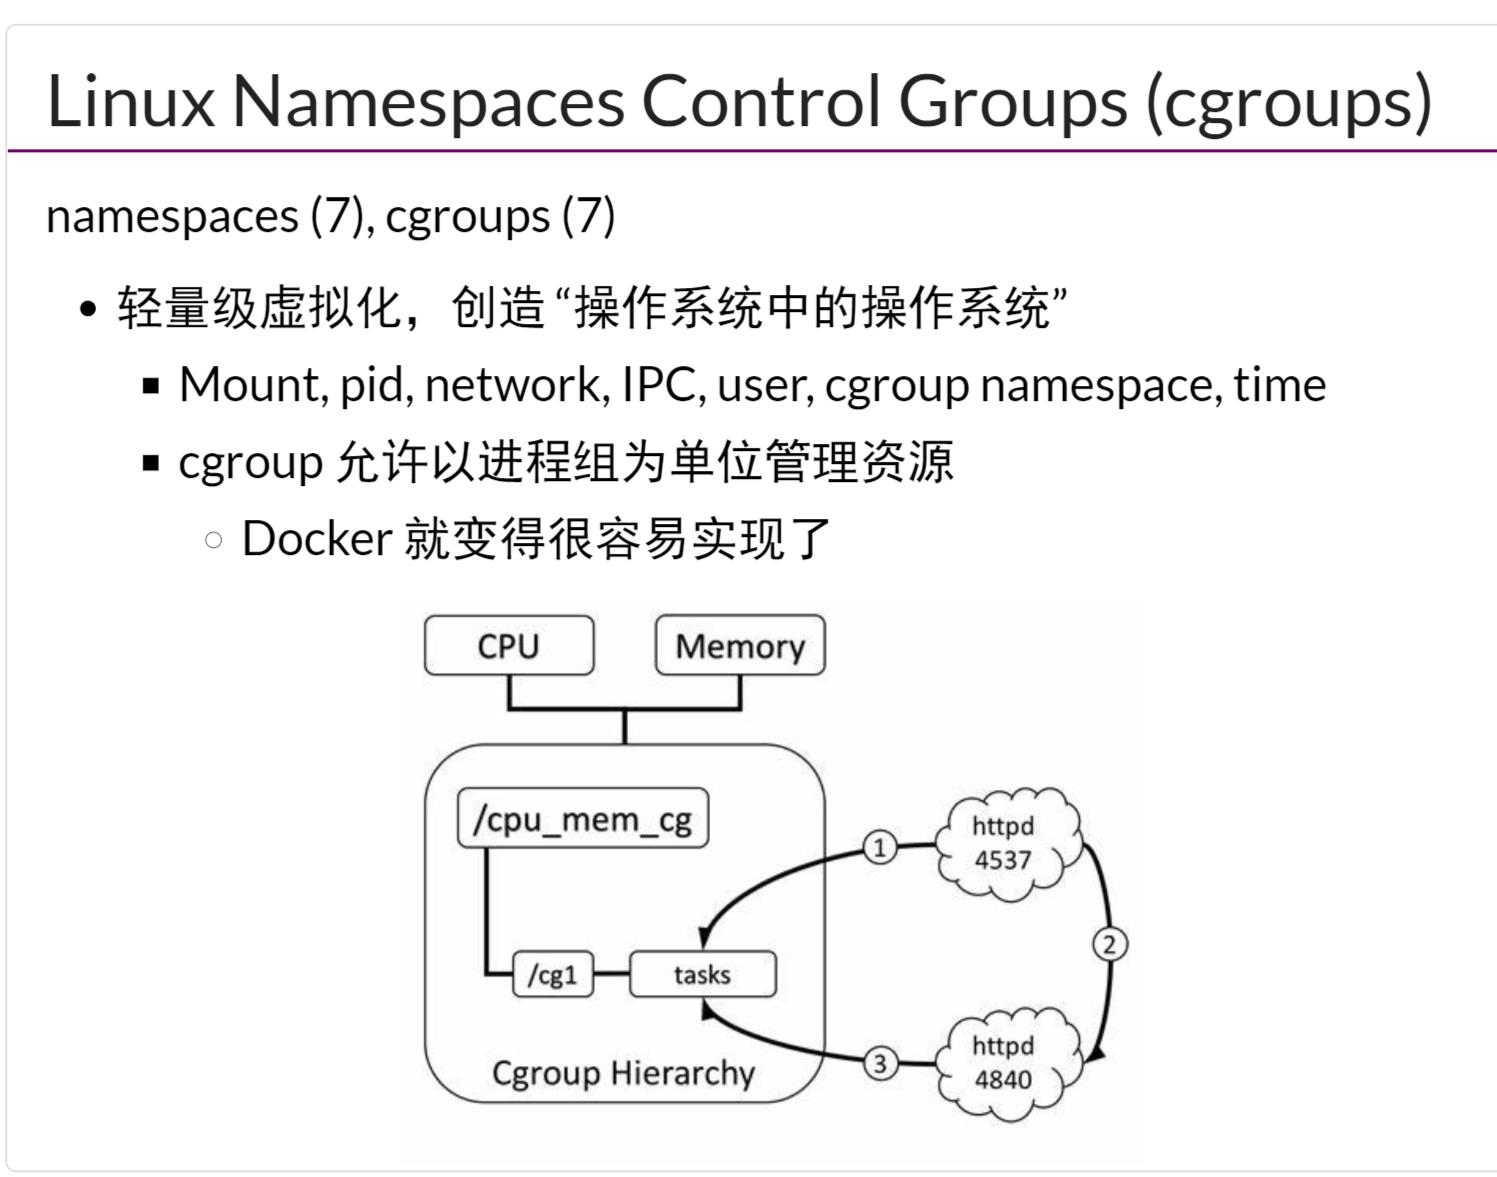 Linux Namespaces Control Groups (cgroups)
namespaces (7), cgroups (7)
轻量级虚拟化，创造 “操作系统中的操作系统”
Mount, pid, network, IPC, user, cgroup namespace, time
cgroup 允许以进程组为单位管理资源
Docker 就变得很容易实现了
CPU
Memory
/cpu_mem_cg
/cg1
tasks
Cgroup Hierarchy
1
httpd
4537
2
3
httpd
4840